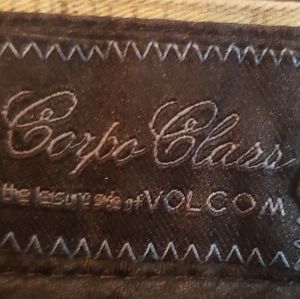 Corpo Class
the leisure side of VOLCOM